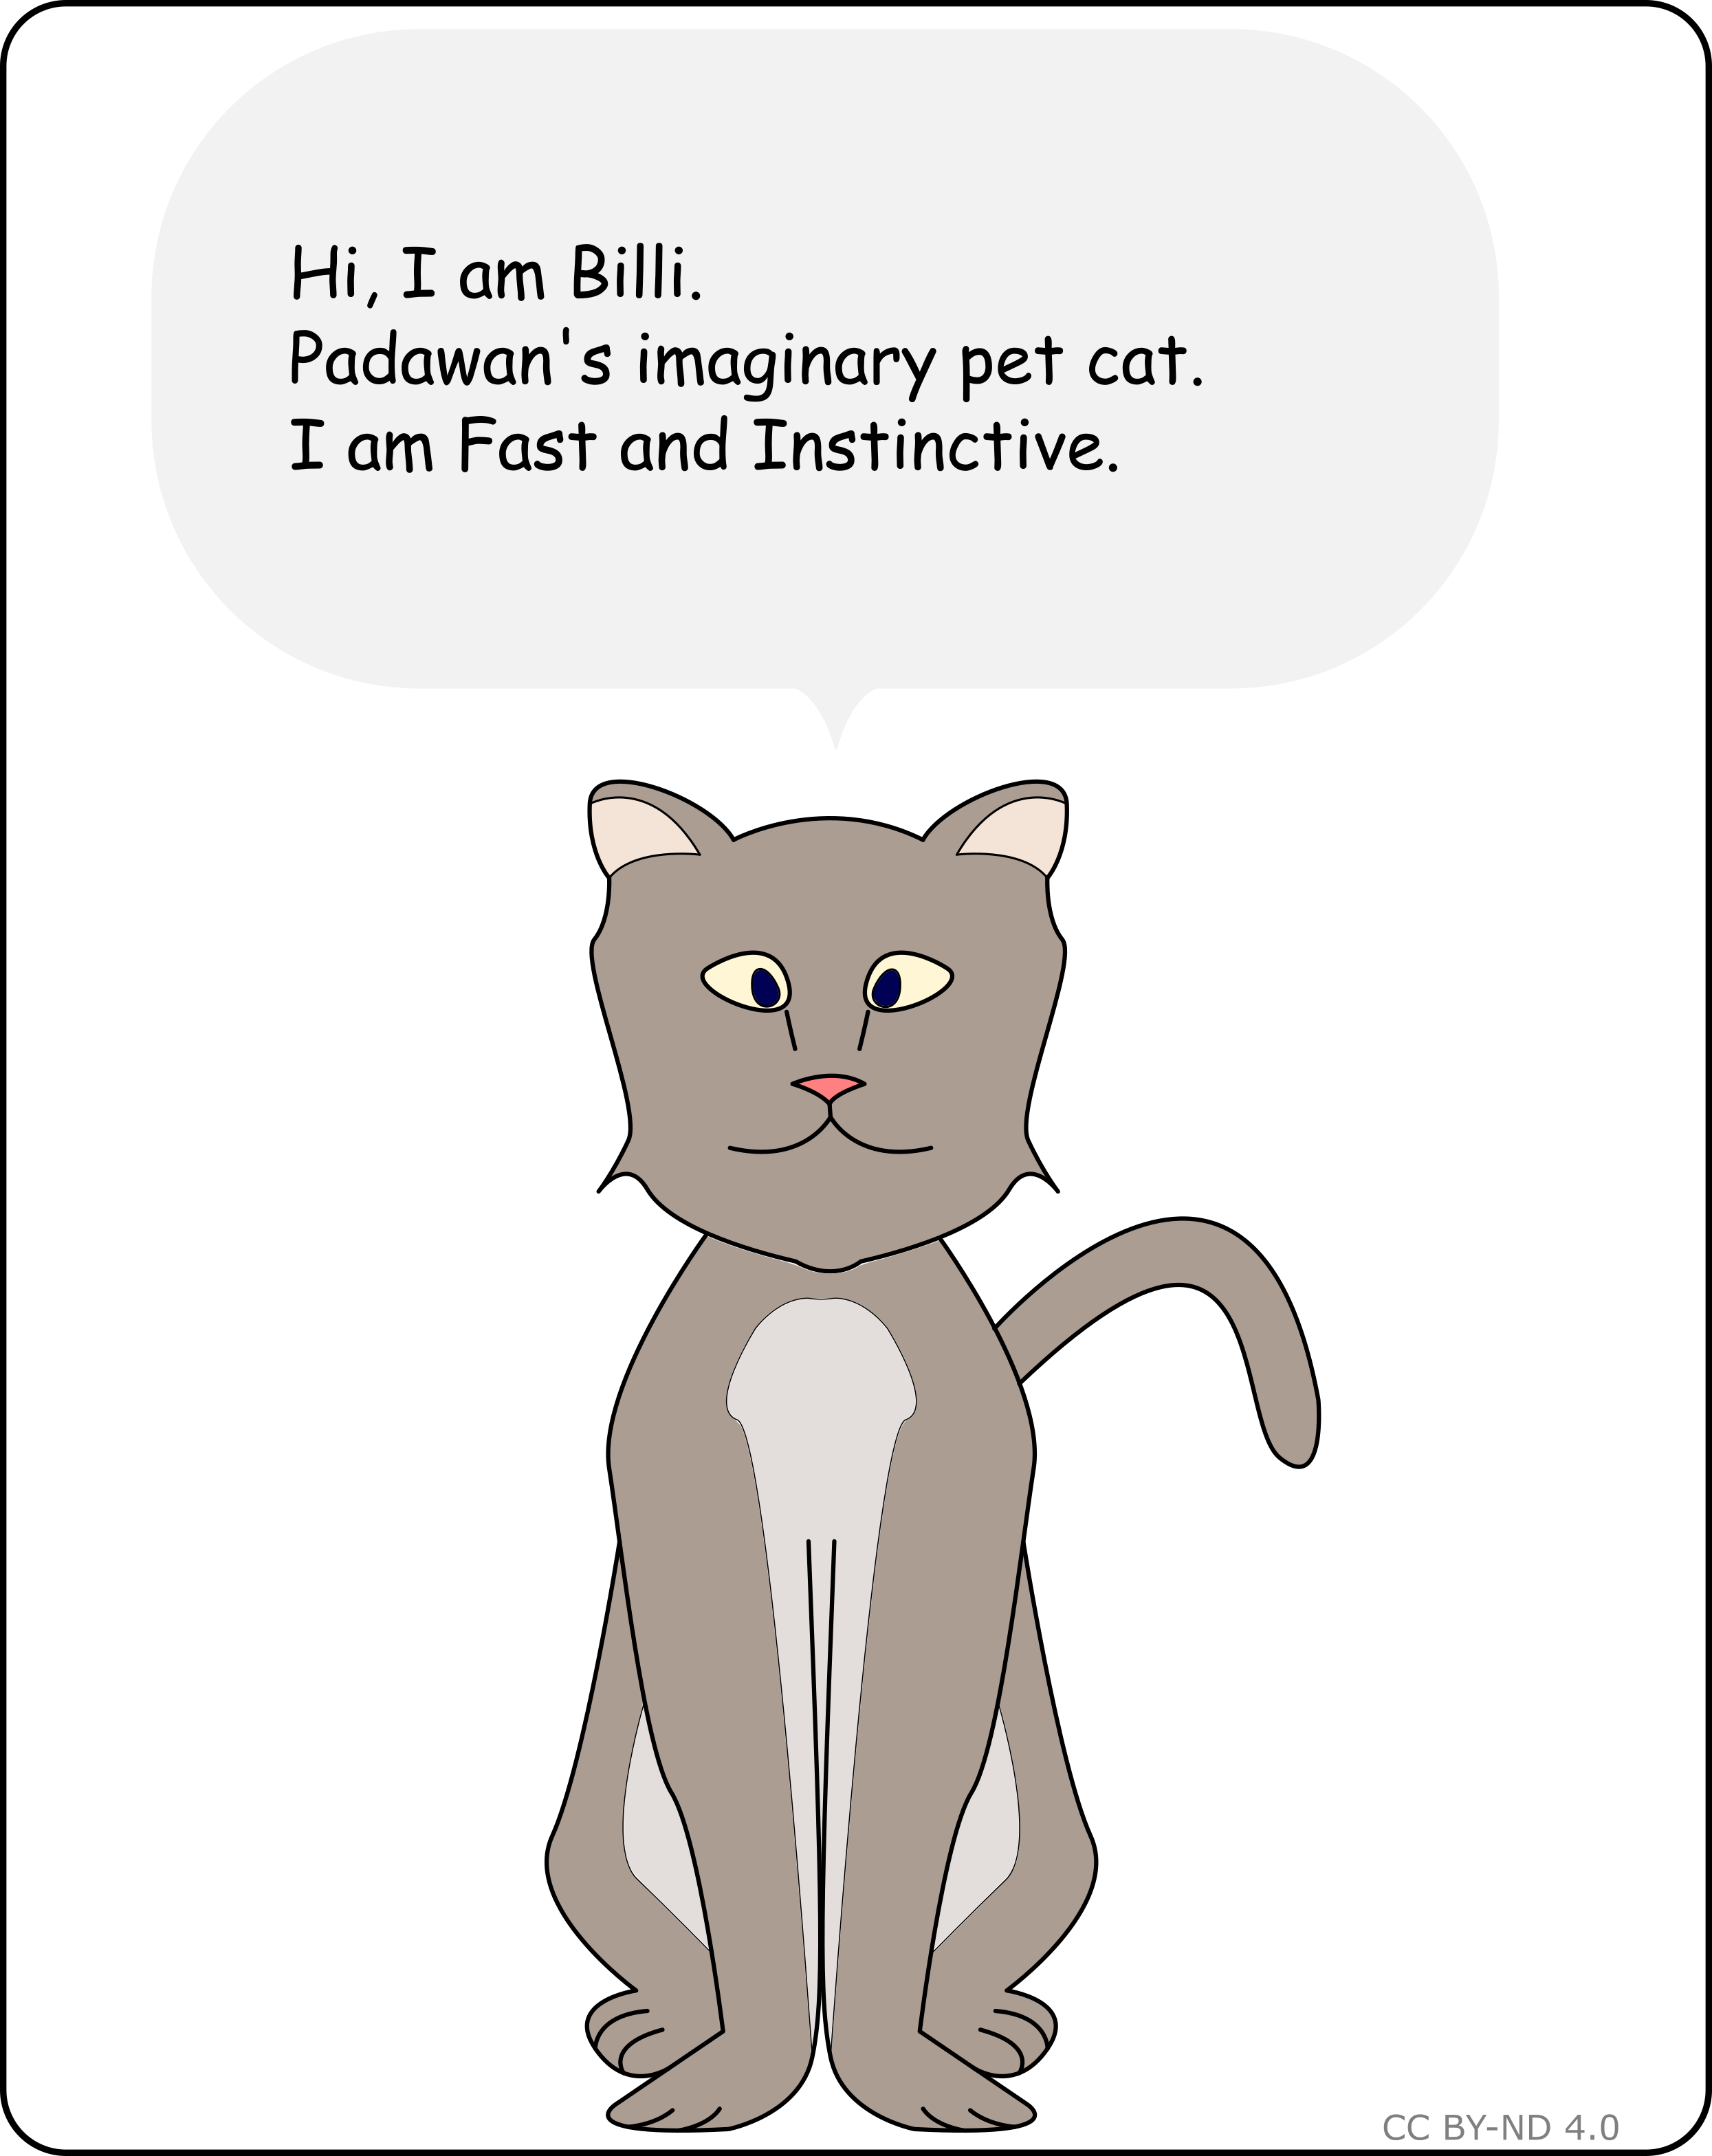 Hi, I am Billi.
Padawan's imaginary pet cat.
I am Fast and Instinctive.
CC BY-ND 4.0